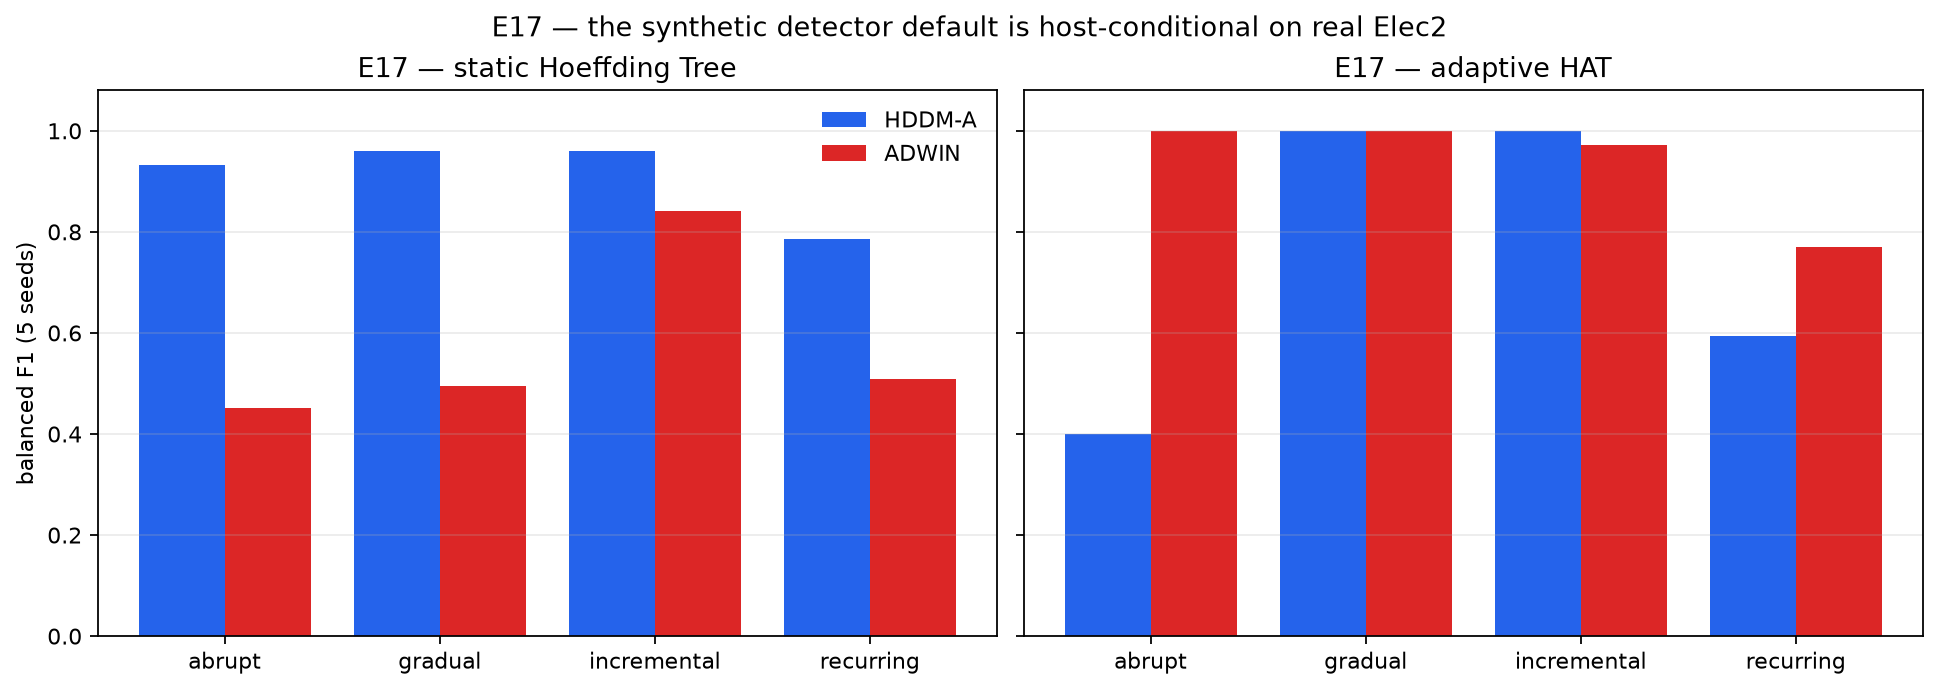 E17 — the synthetic detector default is host-conditional on real Elec2
E17 — static Hoeffding Tree
balanced F1 (5 seeds)
1.0
0.8
0.6
0.4
0.2
0.0
HDDM-A
ADWIN
abrupt gradual incremental recurring
E17 — adaptive HAT
abrupt gradual incremental recurring